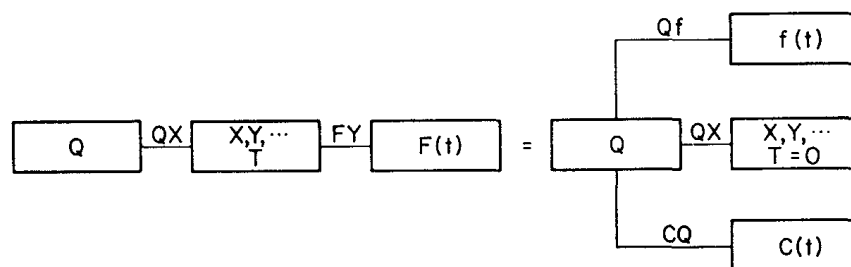 Qf
f(t)
Q QX X,Y,··· FY F(t) = Q QX X,Y,···
T T=0
CQ
C(t)